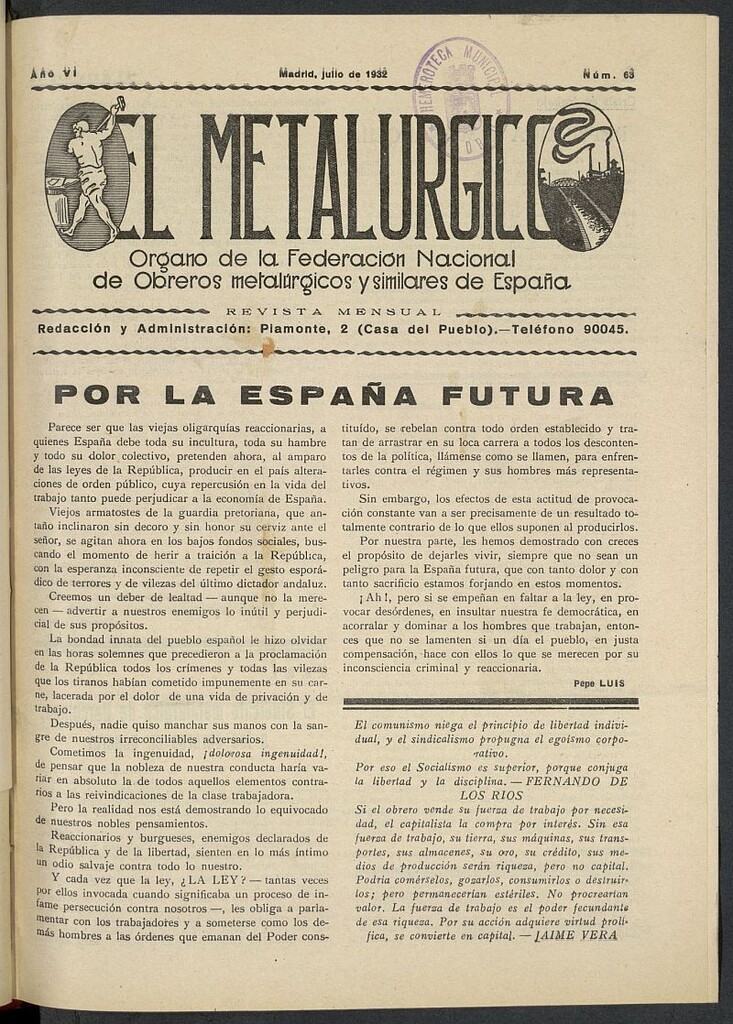 Año VI
Madrid, julio de 1932
Núm. 63
HEMEROTECA MUNICIPAL
EL METALURGICO
Organo de la Federación Nacional
de Obreros metalúrgicos y similares de España
REVISTA MENSUAL
Redacción y Administración: Piamonte, 2 (Casa del Pueblo).—Teléfono 90045.
POR LA ESPAÑA FUTURA
Parece ser que las viejas oligarquías reaccionarias, a
quienes España debe toda su incultura, toda su hambre
y todo su dolor colectivo, pretenden ahora, al amparo
de las leyes de la República, producir en el país altera-
ciones de orden público, cuya repercusión en la vida del
trabajo tanto puede perjudicar a la economía de España.
Viejos armatostes de la guardia pretoriana, que an-
taño inclinaron sin decoro y sin honor su cerviz ante el
señor, se agitan ahora en los bajos fondos sociales, bus-
cando el momento de herir a traición a la República,
con la esperanza inconsciente de repetir el gesto esporá-
dico de terrores y de vilezas del último dictador andaluz.
Creemos un deber de lealtad — aunque no la mere-
cen — advertir a nuestros enemigos lo inútil y perjudi-
cial de sus propósitos.
La bondad innata del pueblo español le hizo olvidar
en las horas solemnes que precedieron a la proclamación
de la República todos los crímenes y todas las vilezas
que los tiranos habían cometido impunemente en su car-
ne, lacerada por el dolor de una vida de privación y de
trabajo.
Después, nadie quiso manchar sus manos con la san-
gre de nuestros irreconciliables adversarios.
Cometimos la ingenuidad, ¡dolorosa ingenuidad!,
de pensar que la nobleza de nuestra conducta haría va-
riar en absoluto la de todos aquellos elementos contra-
rios a las reivindicaciones de la clase trabajadora.
Pero la realidad nos está demostrando lo equivocado
de nuestros nobles pensamientos.
Reaccionarios y burgueses, enemigos declarados de
la República y de la libertad, sienten en lo más íntimo
un odio salvaje contra todo lo nuestro.
Y cada vez que la ley, ¿LA LEY? — tantas veces
por ellos invocada cuando significaba un proceso de in-
fame persecución contra nosotros —, les obliga a parla-
mentar con los trabajadores y a someterse como los de-
más hombres a las órdenes que emanan del Poder cons-
tituído, se rebelan contra todo orden establecido y tra-
tan de arrastrar en su loca carrera a todos los desconten-
tos de la política, llámense como se llamen, para enfren-
tarles contra el régimen y sus hombres más representa-
tivos.
Sin embargo, los efectos de esta actitud de provoca-
ción constante van a ser precisamente de un resultado to-
talmente contrario de lo que ellos suponen al producirlos.
Por nuestra parte, les hemos demostrado con creces
el propósito de dejarles vivir, siempre que no sean un
peligro para la España futura, que con tanto dolor y con
tanto sacrificio estamos forjando en estos momentos.
¡Ah!, pero si se empeñan en faltar a la ley, en pro-
vocar desórdenes, en insultar nuestra fe democrática, en
acorralar y dominar a los hombres que trabajan, enton-
ces que no se lamenten si un día el pueblo, en justa
compensación, hace con ellos lo que se merecen por su
inconsciencia criminal y reaccionaria.
Pepe LUIS
El comunismo niega el principio de libertad indivi-
dual, y el sindicalismo propugna el egoísmo corpo-
rativo.
Por eso el Socialismo es superior, porque conjuga
la libertad y la disciplina. — FERNANDO DE
LOS RIOS
Si el obrero vende su fuerza de trabajo por necesi-
dad, el capitalista la compra por interés. Sin esa
fuerza de trabajo, su tierra, sus máquinas, sus trans-
portes, sus almacenes, su oro, su crédito, sus me-
dios de producción serán riqueza, pero no capital.
Podría comérselos, gozarlos, consumirlos o destruir-
los; pero permanecerían estériles. No procrearían
valor. La fuerza de trabajo es el poder fecundante
de esa riqueza. Por su acción adquiere virtud prolí-
fica, se convierte en capital. — JAIME VERA